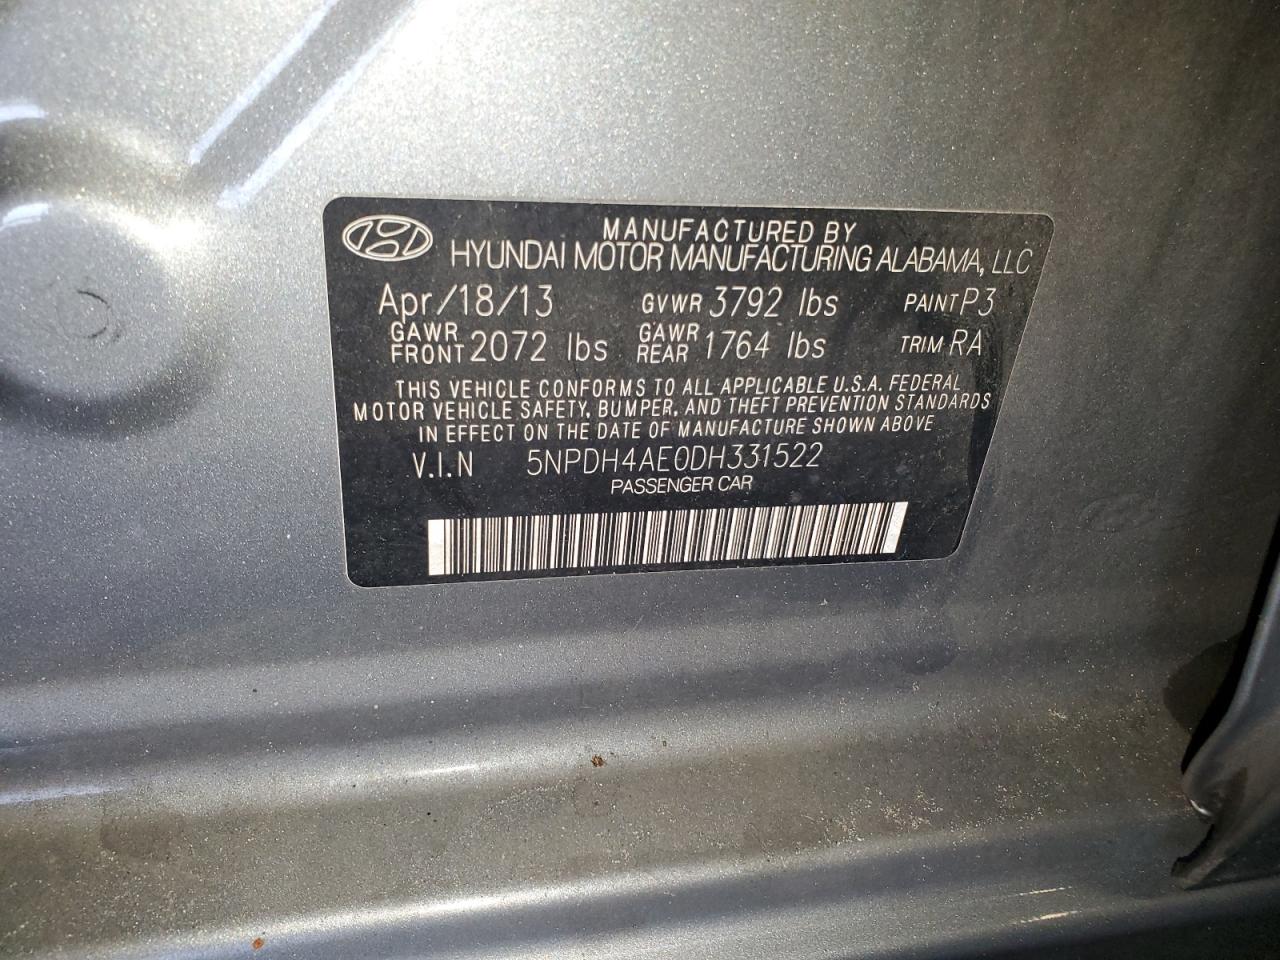 MANUFACTURED BY
HYUNDAI MOTOR MANUFACTURING ALABAMA, LLC
Apr/18/13 GVWR 3792 lbs PAINT P3
GAWR FRONT 2072 lbs GAWR REAR 1764 lbs TRIM RA
THIS VEHICLE CONFORMS TO ALL APPLICABLE U.S.A. FEDERAL
MOTOR VEHICLE SAFETY, BUMPER, AND THEFT PREVENTION STANDARDS
IN EFFECT ON THE DATE OF MANUFACTURE SHOWN ABOVE
V.I.N 5NPDH4AE0DH331522
PASSENGER CAR